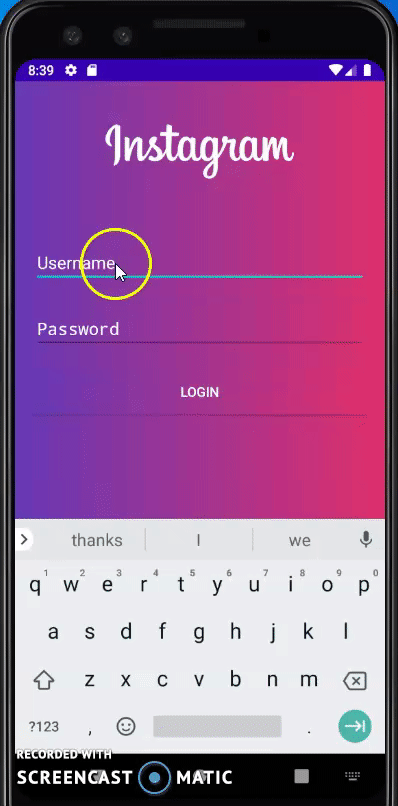 8:39
Instagram
Username
Password
LOGIN
thanks I we
q1 w2 e3 r4 t5 y6 u7 i8 o9 p0
a s d f g h j k l
z x c v b n m
?123 , .
RECORDED WITH
SCREENCAST MATIC